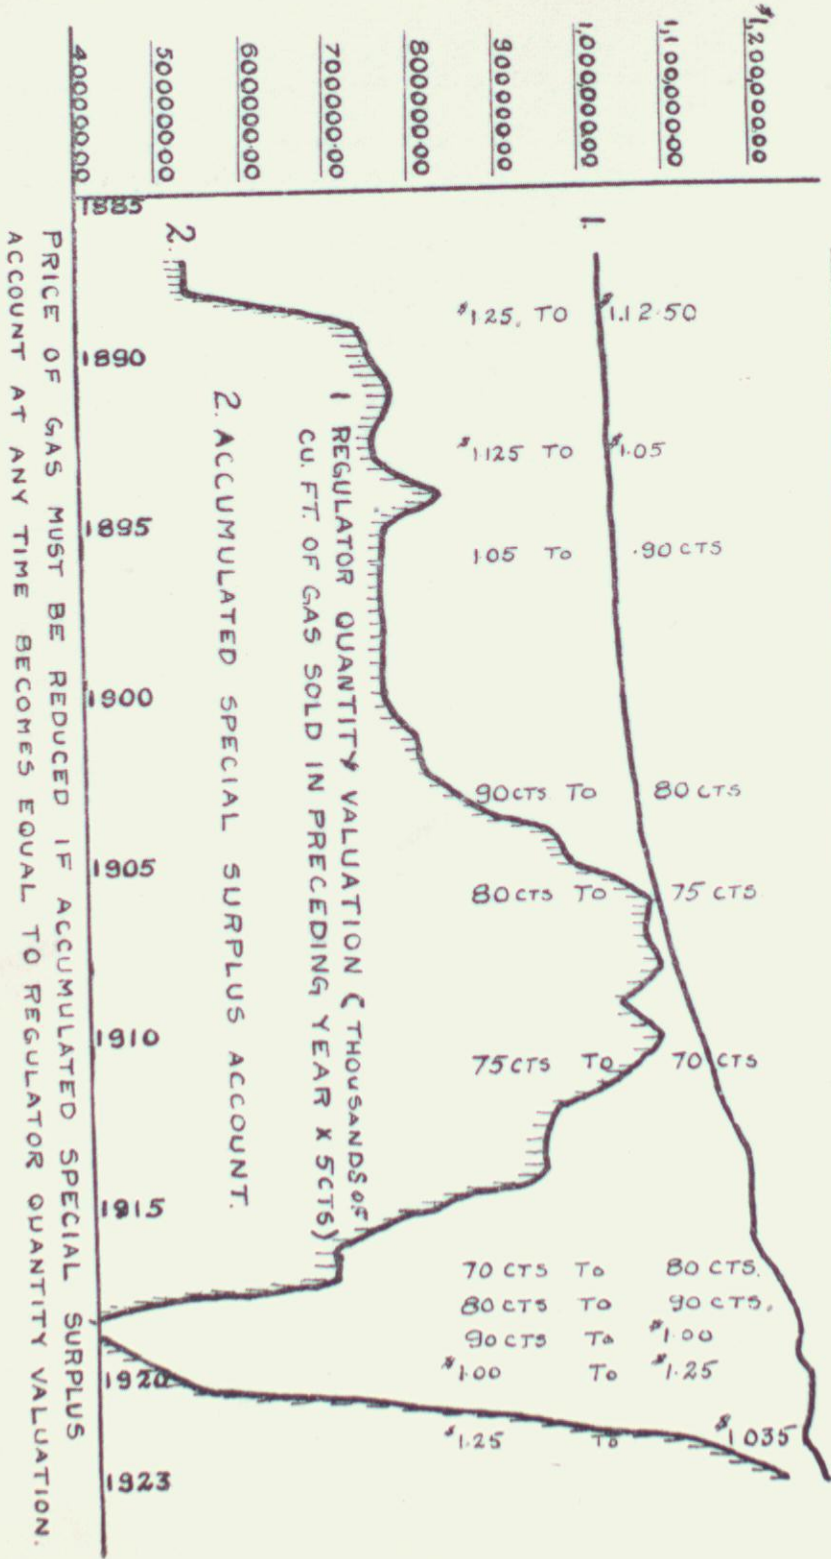 $1,200,000.00
1,100,000.00
1,000,000.00
900000.00
800000.00
700000.00
600000.00
500000.00
400000.00
1885
1890
1895
1900
1905
1910
1915
1920
1923
1.
2.
$1.25. TO $1.12.50
$1.125 TO $1.05
1.05 TO .90 CTS
90 CTS TO 80 CTS
80 CTS TO 75 CTS.
75 CTS TO 70 CTS
70 CTS TO 80 CTS.
80 CTS TO 90 CTS.
90 CTS TO $1.00
$1.00 TO $1.25
$1.25 TO $1.035
1 REGULATOR QUANTITY VALUATION (THOUSANDS OF
CU. FT. OF GAS SOLD IN PRECEDING YEAR X 5CTS)
2. ACCUMULATED SPECIAL SURPLUS ACCOUNT.
PRICE OF GAS MUST BE REDUCED IF ACCUMULATED SPECIAL SURPLUS
ACCOUNT AT ANY TIME BECOMES EQUAL TO REGULATOR QUANTITY VALUATION.